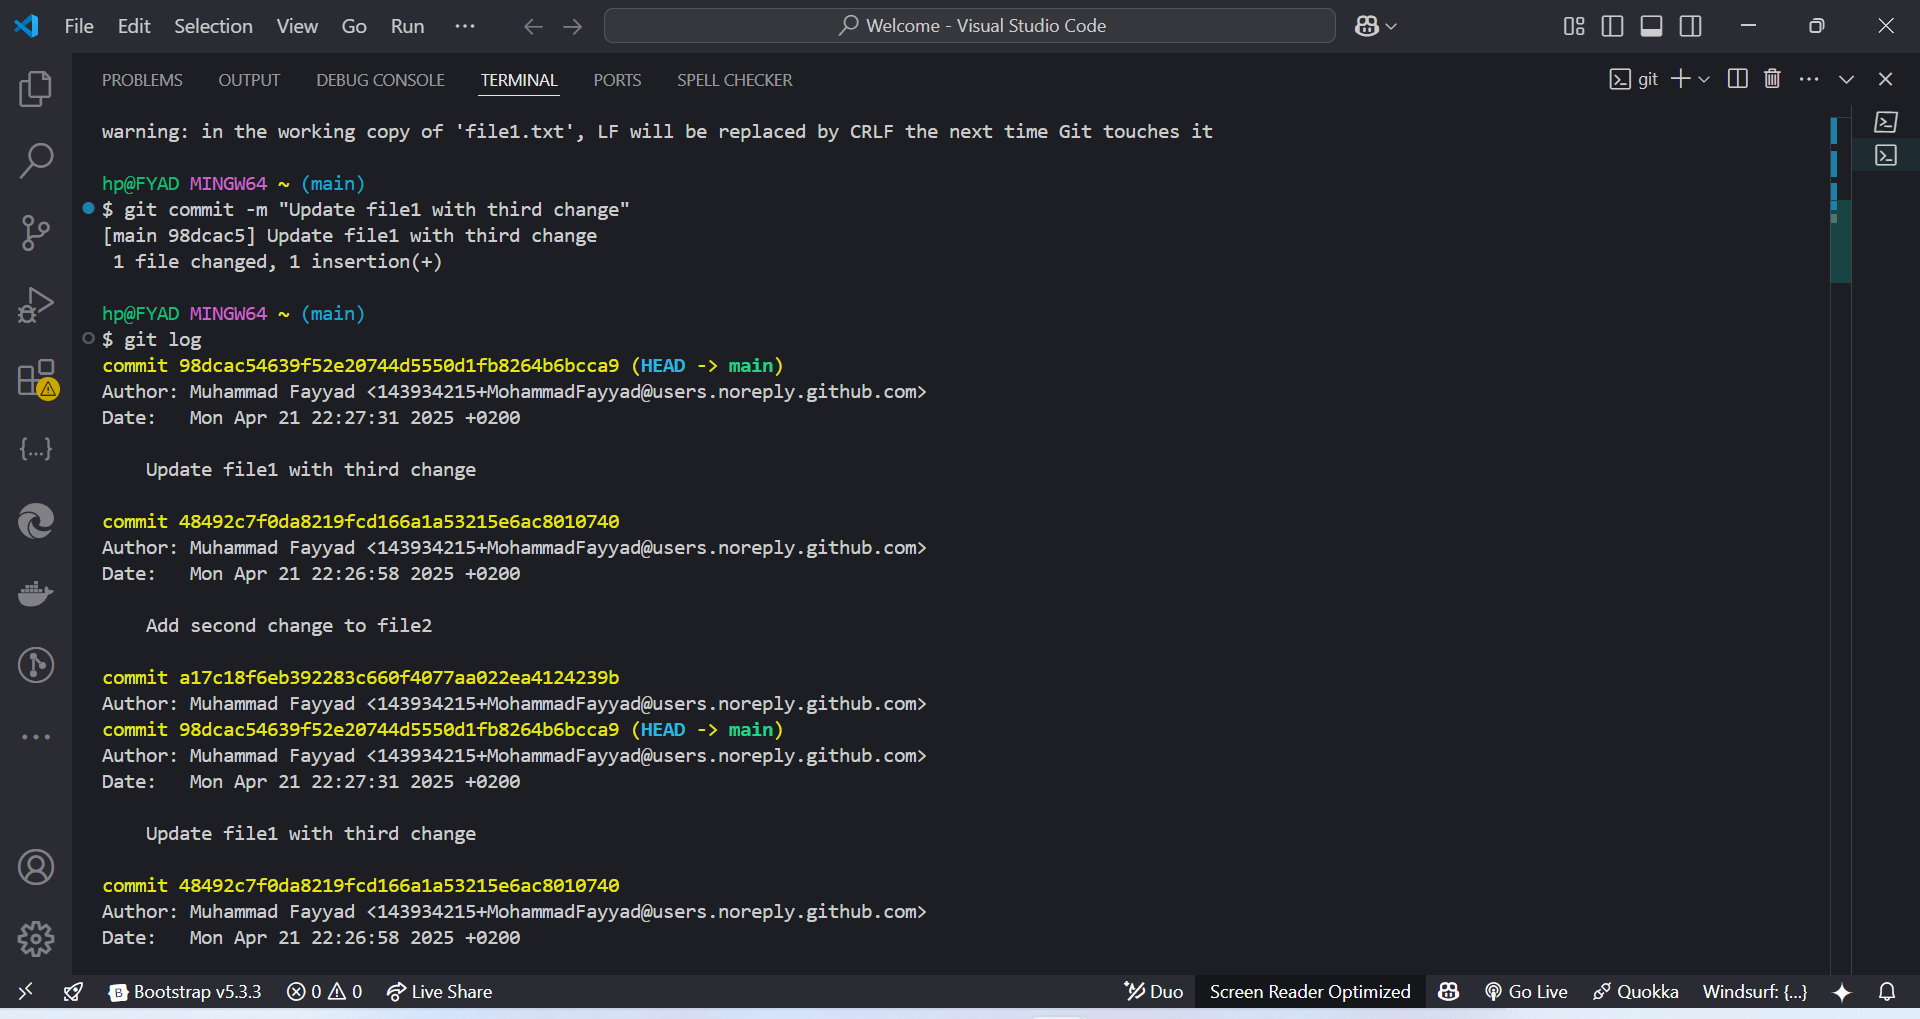 File Edit Selection View Go Run ··· Welcome - Visual Studio Code
PROBLEMS OUTPUT DEBUG CONSOLE TERMINAL PORTS SPELL CHECKER git
warning: in the working copy of 'file1.txt', LF will be replaced by CRLF the next time Git touches it
hp@FYAD MINGW64 ~ (main)
$ git commit -m "Update file1 with third change"
[main 98dcac5] Update file1 with third change
1 file changed, 1 insertion(+)
hp@FYAD MINGW64 ~ (main)
$ git log
commit 98dcac54639f52e20744d5550d1fb8264b6bcca9 (HEAD -> main)
Author: Muhammad Fayyad <143934215+MohammadFayyad@users.noreply.github.com>
Date:   Mon Apr 21 22:27:31 2025 +0200
Update file1 with third change
commit 48492c7f0da8219fcd166a1a53215e6ac8010740
Author: Muhammad Fayyad <143934215+MohammadFayyad@users.noreply.github.com>
Date:   Mon Apr 21 22:26:58 2025 +0200
Add second change to file2
commit a17c18f6eb392283c660f4077aa022ea4124239b
Author: Muhammad Fayyad <143934215+MohammadFayyad@users.noreply.github.com>
commit 98dcac54639f52e20744d5550d1fb8264b6bcca9 (HEAD -> main)
Author: Muhammad Fayyad <143934215+MohammadFayyad@users.noreply.github.com>
Date:   Mon Apr 21 22:27:31 2025 +0200
Update file1 with third change
commit 48492c7f0da8219fcd166a1a53215e6ac8010740
Author: Muhammad Fayyad <143934215+MohammadFayyad@users.noreply.github.com>
Date:   Mon Apr 21 22:26:58 2025 +0200
B Bootstrap v5.3.3 0 0 Live Share Duo Screen Reader Optimized Go Live Quokka Windsurf: {...}